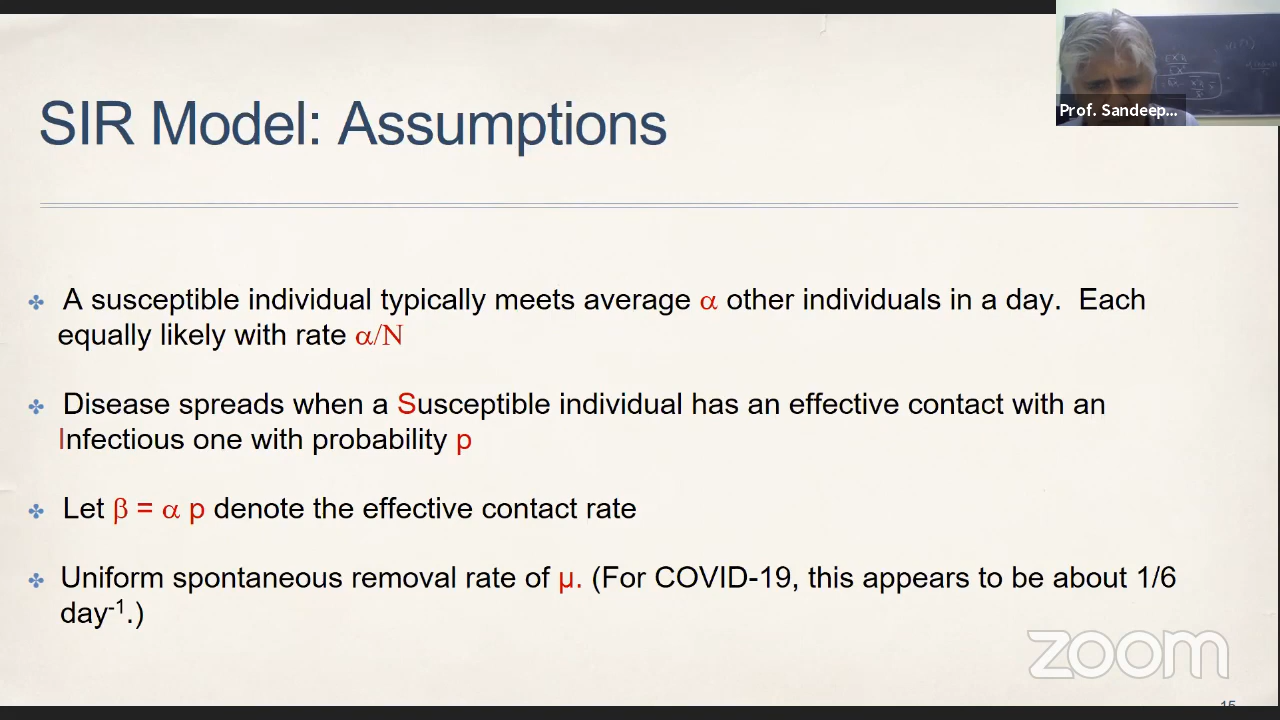 Prof. Sandeep...
SIR Model: Assumptions
A susceptible individual typically meets average α other individuals in a day. Each
equally likely with rate α/N
Disease spreads when a Susceptible individual has an effective contact with an
Infectious one with probability p
Let β = α p denote the effective contact rate
Uniform spontaneous removal rate of μ. (For COVID-19, this appears to be about 1/6
day⁻¹.)
zoom
15